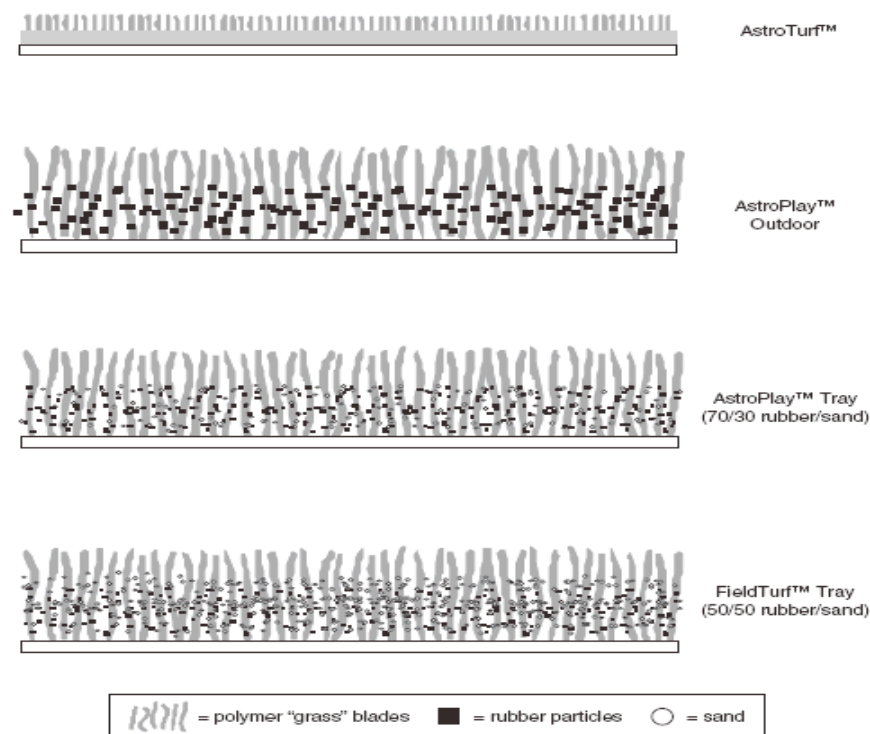 AstroTurf™
AstroPlay™
Outdoor
AstroPlay™ Tray
(70/30 rubber/sand)
FieldTurf™ Tray
(50/50 rubber/sand)
= polymer “grass” blades = rubber particles = sand